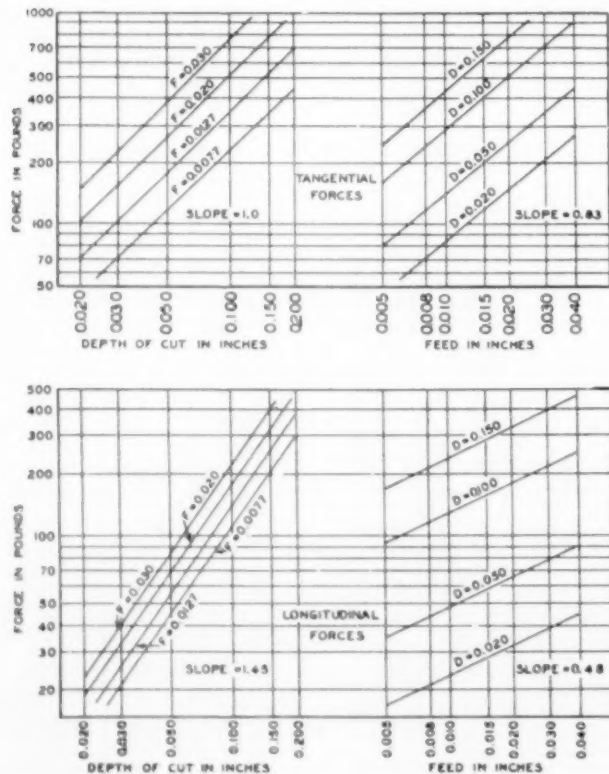 1000
700
500
400
300
200
100
70
50
FORCE IN POUNDS
F=0.030
F=0.020
F=0.0127
F=0.0077
SLOPE=1.0
TANGENTIAL
FORCES
D=0.150
D=0.100
D=0.050
D=0.020
SLOPE=0.83
0.020
0.030
0.050
0.100
0.150
0.200
0.005
0.008
0.010
0.015
0.020
0.030
0.040
DEPTH OF CUT IN INCHES
FEED IN INCHES
500
400
300
200
100
70
50
40
30
20
FORCE IN POUNDS
F=0.020
F=0.030
F=0.0077
F=0.0127
SLOPE=1.45
LONGITUDINAL
FORCES
D=0.150
D=0.100
D=0.050
D=0.020
SLOPE=0.48
0.020
0.030
0.050
0.100
0.150
0.200
0.005
0.008
0.010
0.015
0.020
0.030
0.040
DEPTH OF CUT IN INCHES
FEED IN INCHES